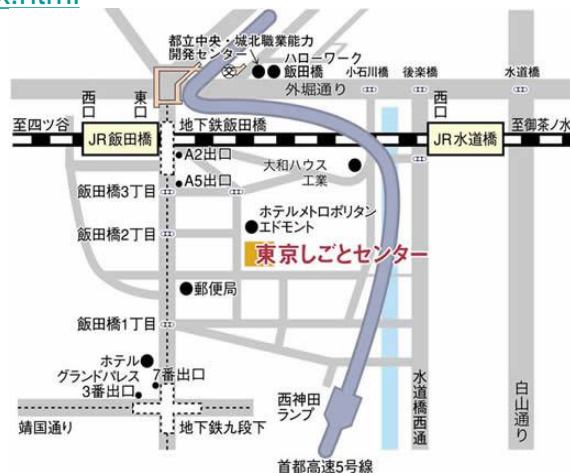 k.html
都立中央・城北職業能力
開発センター
ハローワーク
飯田橋
小石川橋
後楽橋
水道橋
外堀通り
西口
東口
西口
至四ツ谷
JR飯田橋
地下鉄飯田橋
JR水道橋
至御茶ノ水
A2出口
大和ハウス
工業
A5出口
飯田橋3丁目
ホテルメトロポリタン
エドモント
飯田橋2丁目
東京しごとセンター
郵便局
飯田橋1丁目
ホテル
グランドパレス
7番出口
3番出口
西神田
ランプ
水道橋西通り
白山通り
靖国通り
地下鉄九段下
首都高速5号線